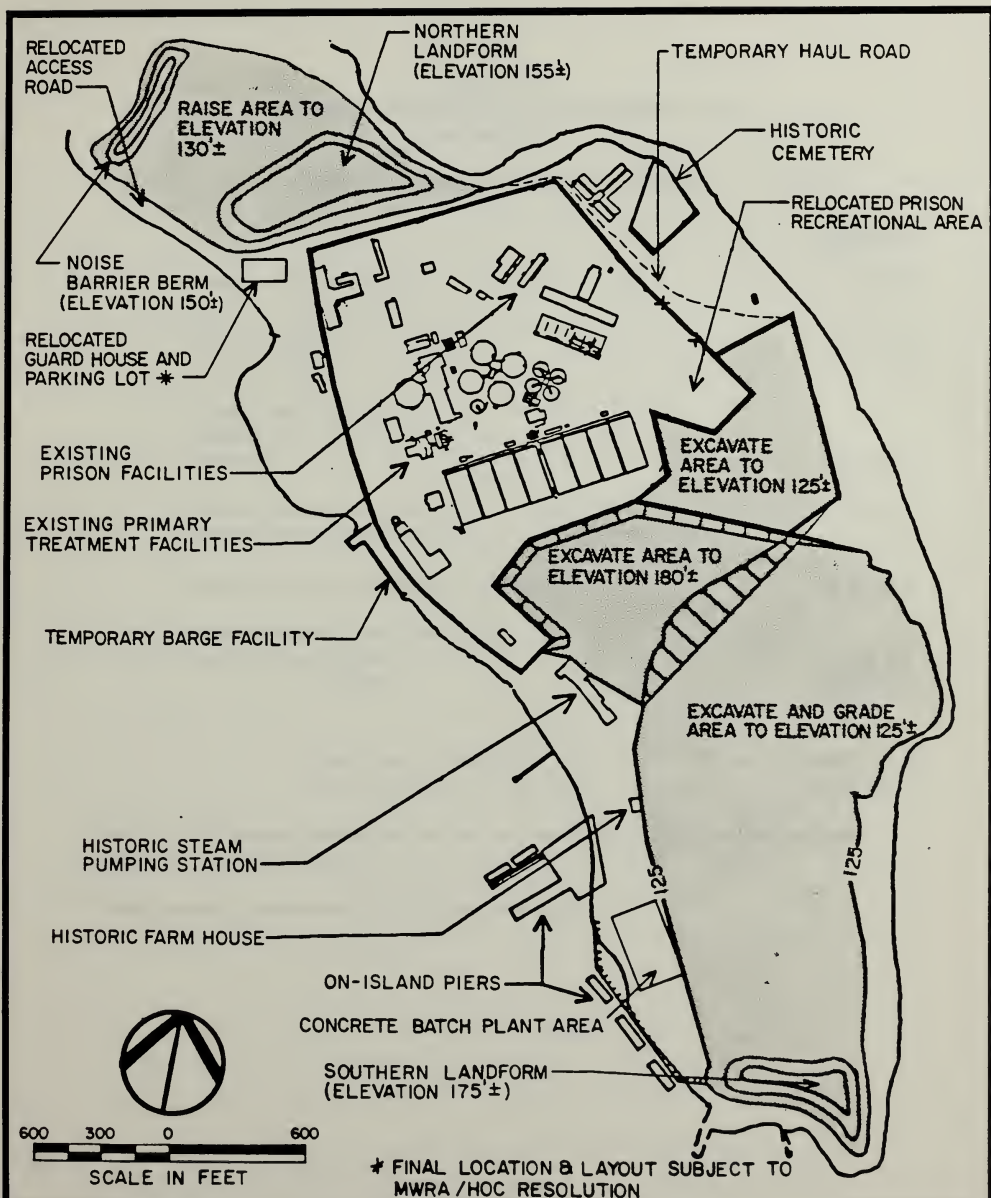 RELOCATED
ACCESS
ROAD
NORTHERN
LANDFORM
(ELEVATION 155'±)
TEMPORARY HAUL ROAD
RAISE AREA TO
ELEVATION
130'±
HISTORIC
CEMETERY
RELOCATED PRISON
RECREATIONAL AREA
NOISE
BARRIER BERM
(ELEVATION 150'±)
RELOCATED
GUARD HOUSE AND
PARKING LOT *
EXISTING
PRISON FACILITIES
EXCAVATE
AREA TO
ELEVATION 125'±
EXISTING PRIMARY
TREATMENT FACILITIES
EXCAVATE AREA TO
ELEVATION 180'±
TEMPORARY BARGE FACILITY
EXCAVATE AND GRADE
AREA TO ELEVATION 125'±
HISTORIC STEAM
PUMPING STATION
125
125
HISTORIC FARM HOUSE
ON-ISLAND PIERS
CONCRETE BATCH PLANT AREA
SOUTHERN LANDFORM
(ELEVATION 175'±)
600 300 0 600
SCALE IN FEET
* FINAL LOCATION & LAYOUT SUBJECT TO
MWRA/HOC RESOLUTION